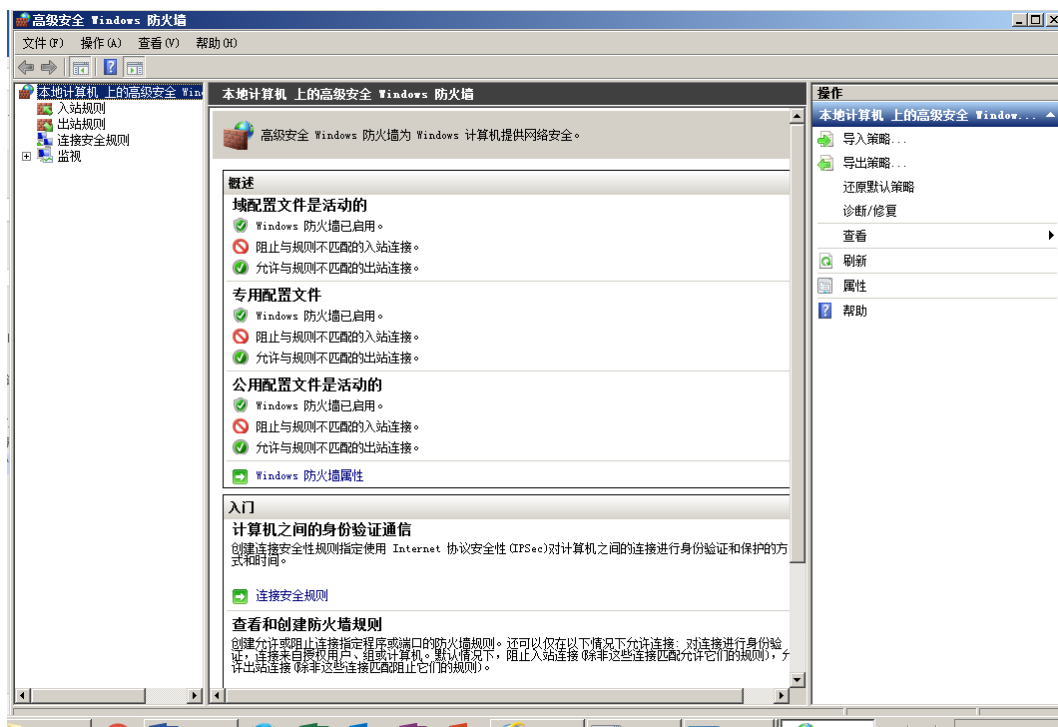 高级安全 Windows 防火墙
文件(F) 操作(A) 查看(V) 帮助(H)
本地计算机 上的高级安全 Win
入站规则
出站规则
连接安全规则
监视
本地计算机 上的高级安全 Windows 防火墙
高级安全 Windows 防火墙为 Windows 计算机提供网络安全。
概述
域配置文件是活动的
Windows 防火墙已启用。
阻止与规则不匹配的入站连接。
允许与规则不匹配的出站连接。
专用配置文件
Windows 防火墙已启用。
阻止与规则不匹配的入站连接。
允许与规则不匹配的出站连接。
公用配置文件是活动的
Windows 防火墙已启用。
阻止与规则不匹配的入站连接。
允许与规则不匹配的出站连接。
Windows 防火墙属性
入门
计算机之间的身份验证通信
创建连接安全性规则指定使用 Internet 协议安全性(IPSec)对计算机之间的连接进行身份验证和保护的方
式和时间。
连接安全规则
查看和创建防火墙规则
创建允许或阻止连接指定程序或端口的防火墙规则。还可以仅在以下情况下允许连接: 对连接进行身份验
证，连接来自授权用户、组或计算机。默认情况下，阻止入站连接(除非这些连接匹配允许它们的规则)，允
许出站连接(除非这些连接匹配阻止它们的规则)。
操作
本地计算机 上的高级安全 Window...
导入策略...
导出策略...
还原默认策略
诊断/修复
查看
刷新
属性
帮助